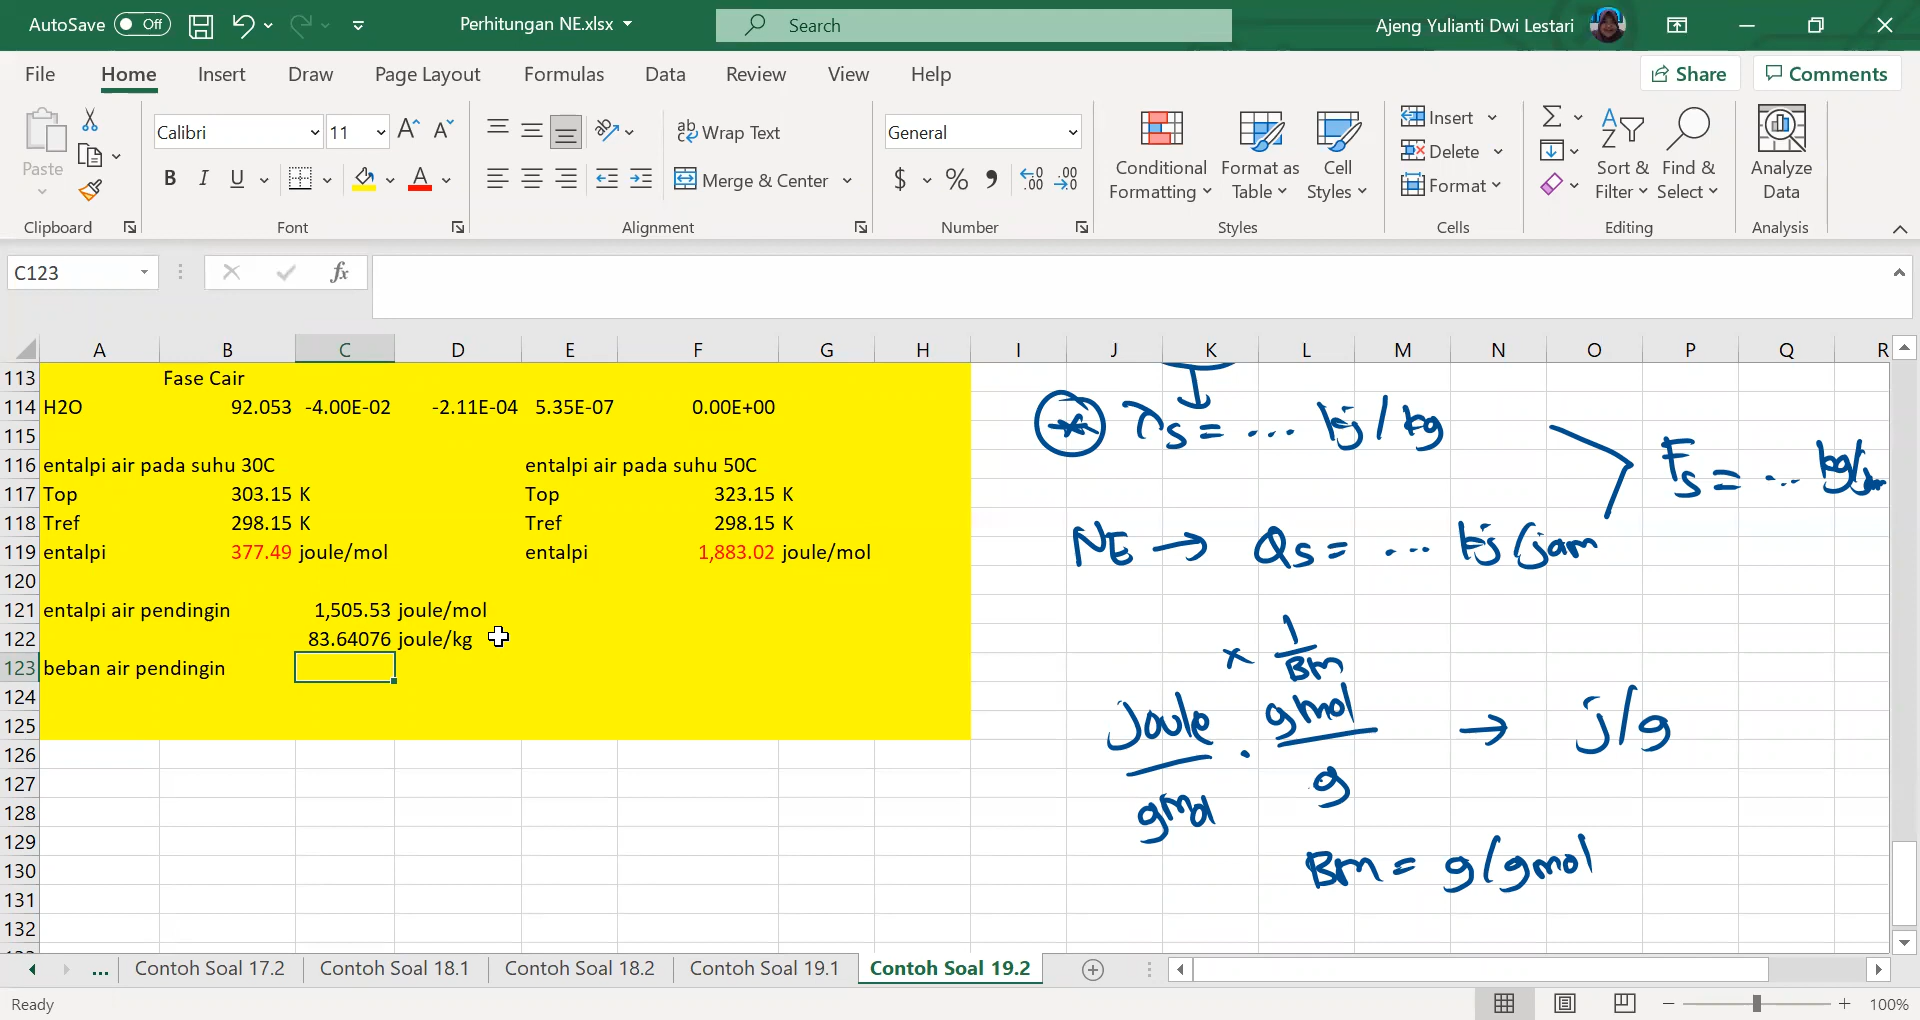 AutoSave Off Perhitungan NE.xlsx Search Ajeng Yulianti Dwi Lestari
File Home Insert Draw Page Layout Formulas Data Review View Help Share Comments
Paste
Clipboard
Calibri 11
B I U
Font
ab Wrap Text
Merge & Center
Alignment
General
$ % 9 .00 .00
Number
Conditional Formatting
Format as Table
Cell Styles
Styles
Insert
Delete
Format
Cells
Sort & Filter
Find & Select
Editing
Analyze Data
Analysis
C123 fx
A B C D E F G H I J K L M N O P Q R
113 Fase Cair
114 H2O 92.053 -4.00E-02 -2.11E-04 5.35E-07 0.00E+00
115
116 entalpi air pada suhu 30C entalpi air pada suhu 50C
117 Top 303.15 K Top 323.15 K
118 Tref 298.15 K Tref 298.15 K
119 entalpi 377.49 joule/mol entalpi 1,883.02 joule/mol
120
121 entalpi air pendingin 1,505.53 joule/mol
122 83.64076 joule/kg
123 beban air pendingin
124
125
126
127
128
129
130
131
132
λs = ... kj/kg
Fs = ... kg/jam
NE → Qs = ... kj/jam
x 1/Bm
joule/gmol . gmol/g → j/g
Bm = g/gmol
... Contoh Soal 17.2 Contoh Soal 18.1 Contoh Soal 18.2 Contoh Soal 19.1 Contoh Soal 19.2
Ready 100%